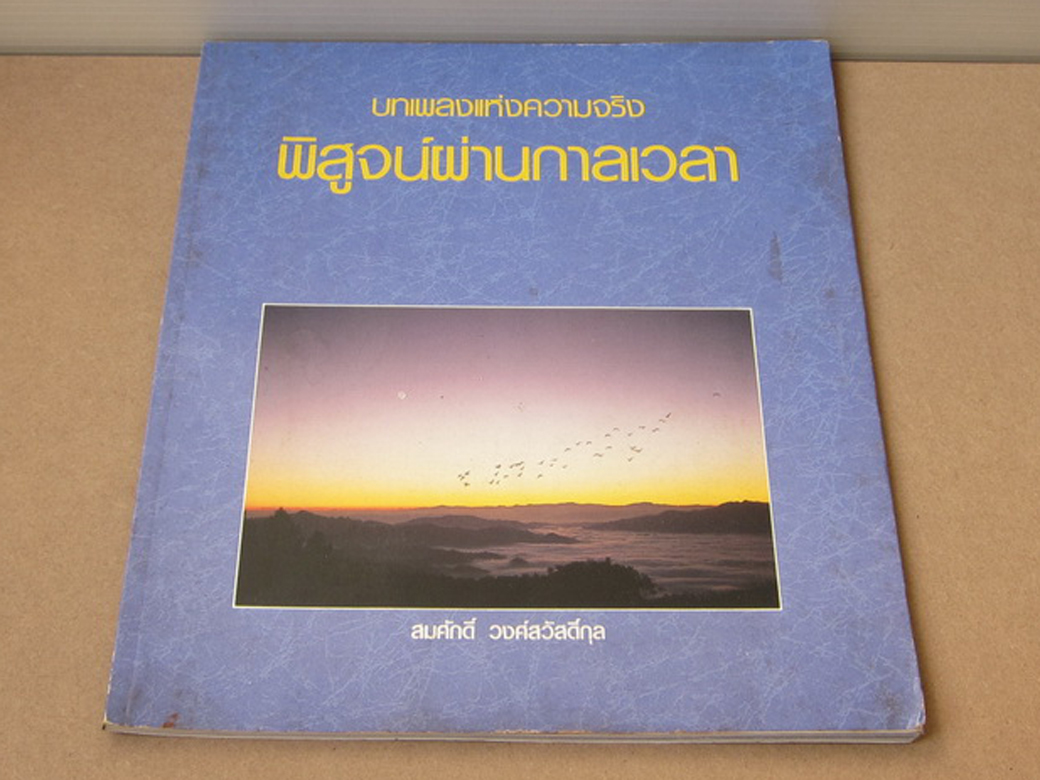 บทเพลงแห่งความจริง
พิสูจน์ผ่านกาลเวลา
สมศักดิ์ วงศ์สวัสดิ์กุล